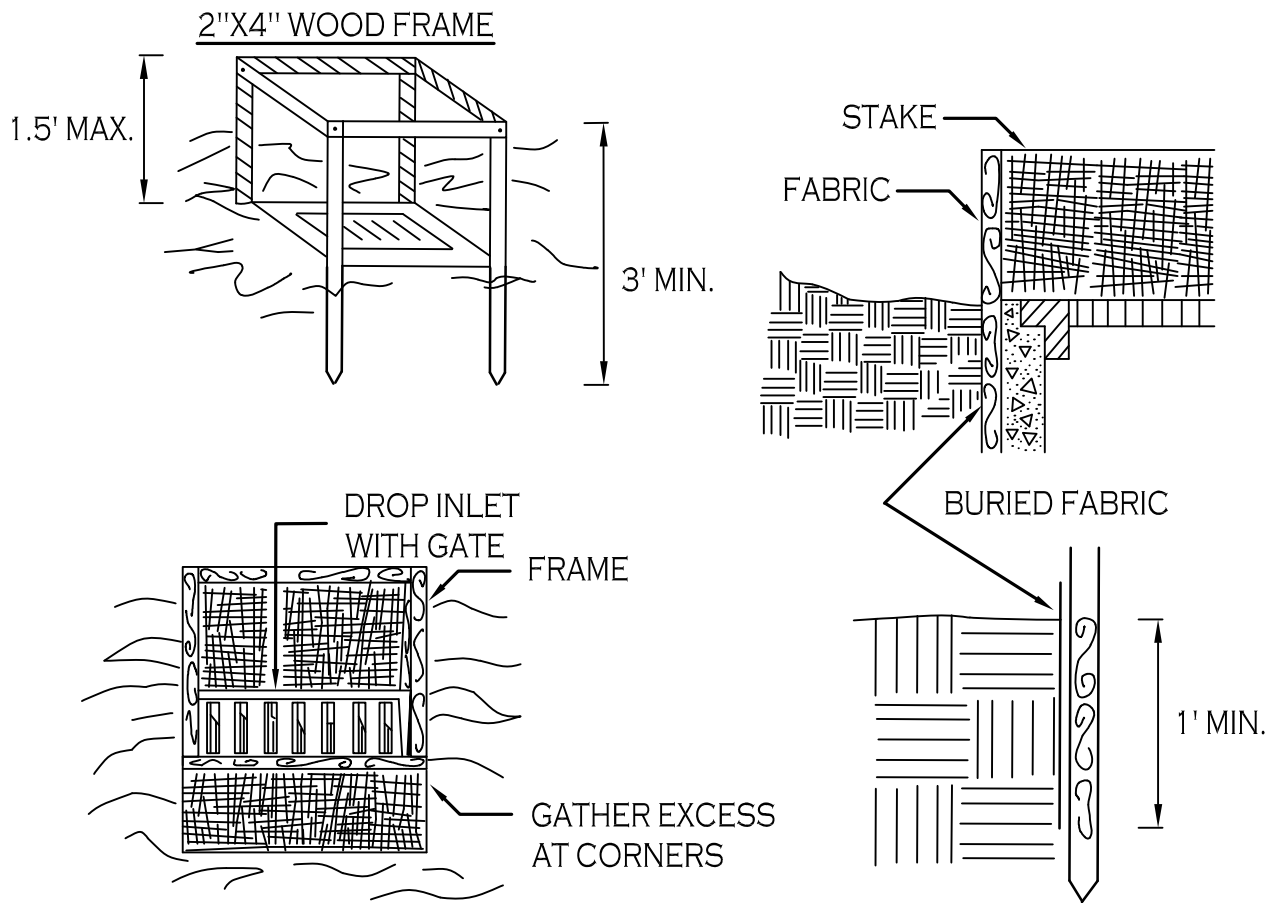 2"X4" WOOD FRAME
1.5' MAX.
3' MIN.
STAKE
FABRIC
BURIED FABRIC
DROP INLET
WITH GATE
FRAME
GATHER EXCESS
AT CORNERS
1' MIN.